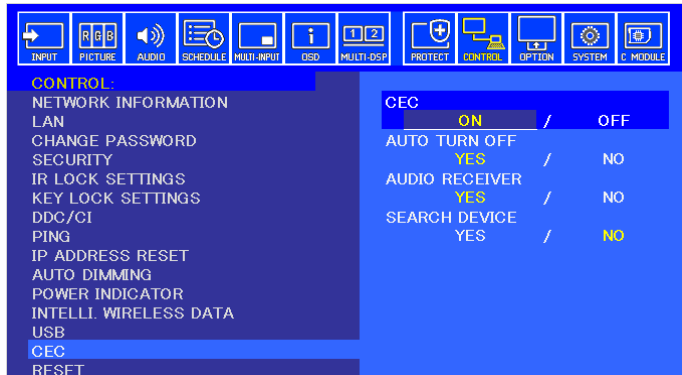 INPUT PICTURE AUDIO SCHEDULE MULTI-INPUT OSD MULTI-DSP PROTECT CONTROL OPTION SYSTEM C MODULE
R G B
i
1 2
CONTROL:
NETWORK INFORMATION
LAN
CHANGE PASSWORD
SECURITY
IR LOCK SETTINGS
KEY LOCK SETTINGS
DDC/CI
PING
IP ADDRESS RESET
AUTO DIMMING
POWER INDICATOR
INTELLI. WIRELESS DATA
USB
CEC
RESET
CEC
ON / OFF
AUTO TURN OFF
YES / NO
AUDIO RECEIVER
YES / NO
SEARCH DEVICE
YES / NO